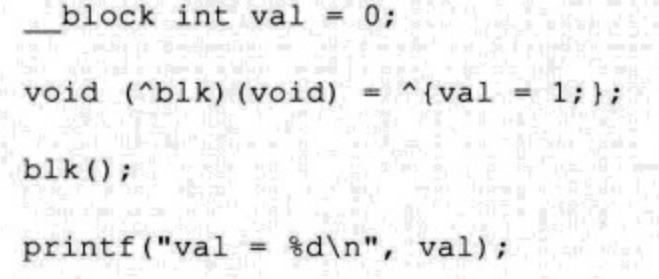 __block int val = 0;
void (^blk)(void) = ^{val = 1;};
blk();
printf("val = %d\n", val);